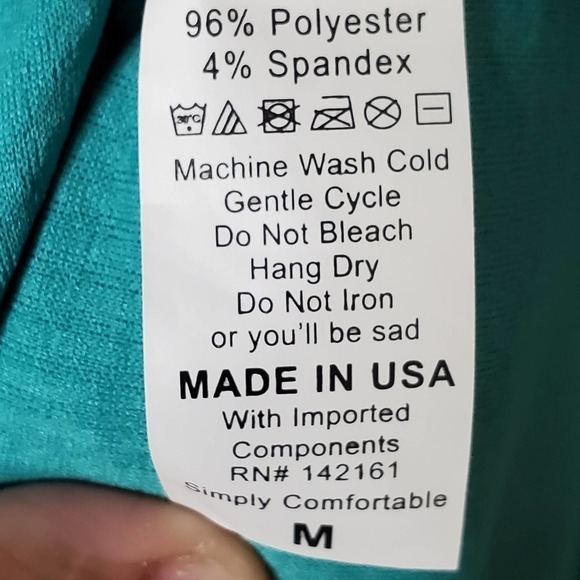 96% Polyester
4% Spandex
30°C
Machine Wash Cold
Gentle Cycle
Do Not Bleach
Hang Dry
Do Not Iron
or you'll be sad
MADE IN USA
With Imported
Components
RN# 142161
Simply Comfortable
M